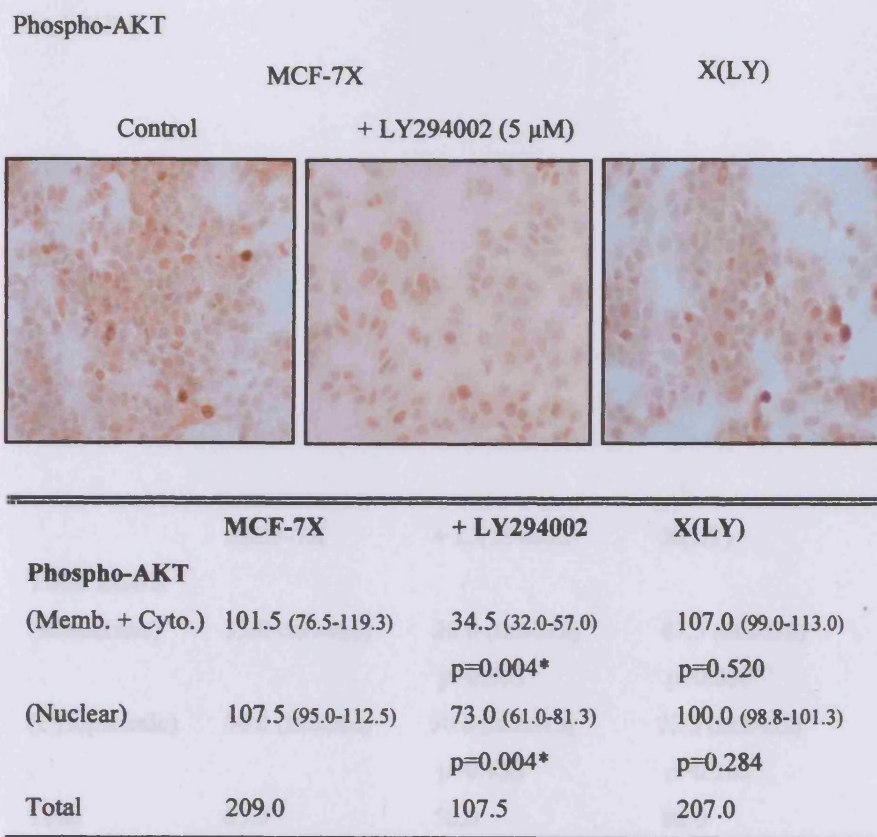 Phospho-AKT
MCF-7X X(LY)
Control + LY294002 (5 µM)
MCF-7X + LY294002 X(LY)
Phospho-AKT
(Memb. + Cyto.) 101.5 (76.5-119.3) 34.5 (32.0-57.0) 107.0 (99.0-113.0)
p=0.004* p=0.520
(Nuclear) 107.5 (95.0-112.5) 73.0 (61.0-81.3) 100.0 (98.8-101.3)
p=0.004* p=0.284
Total 209.0 107.5 207.0